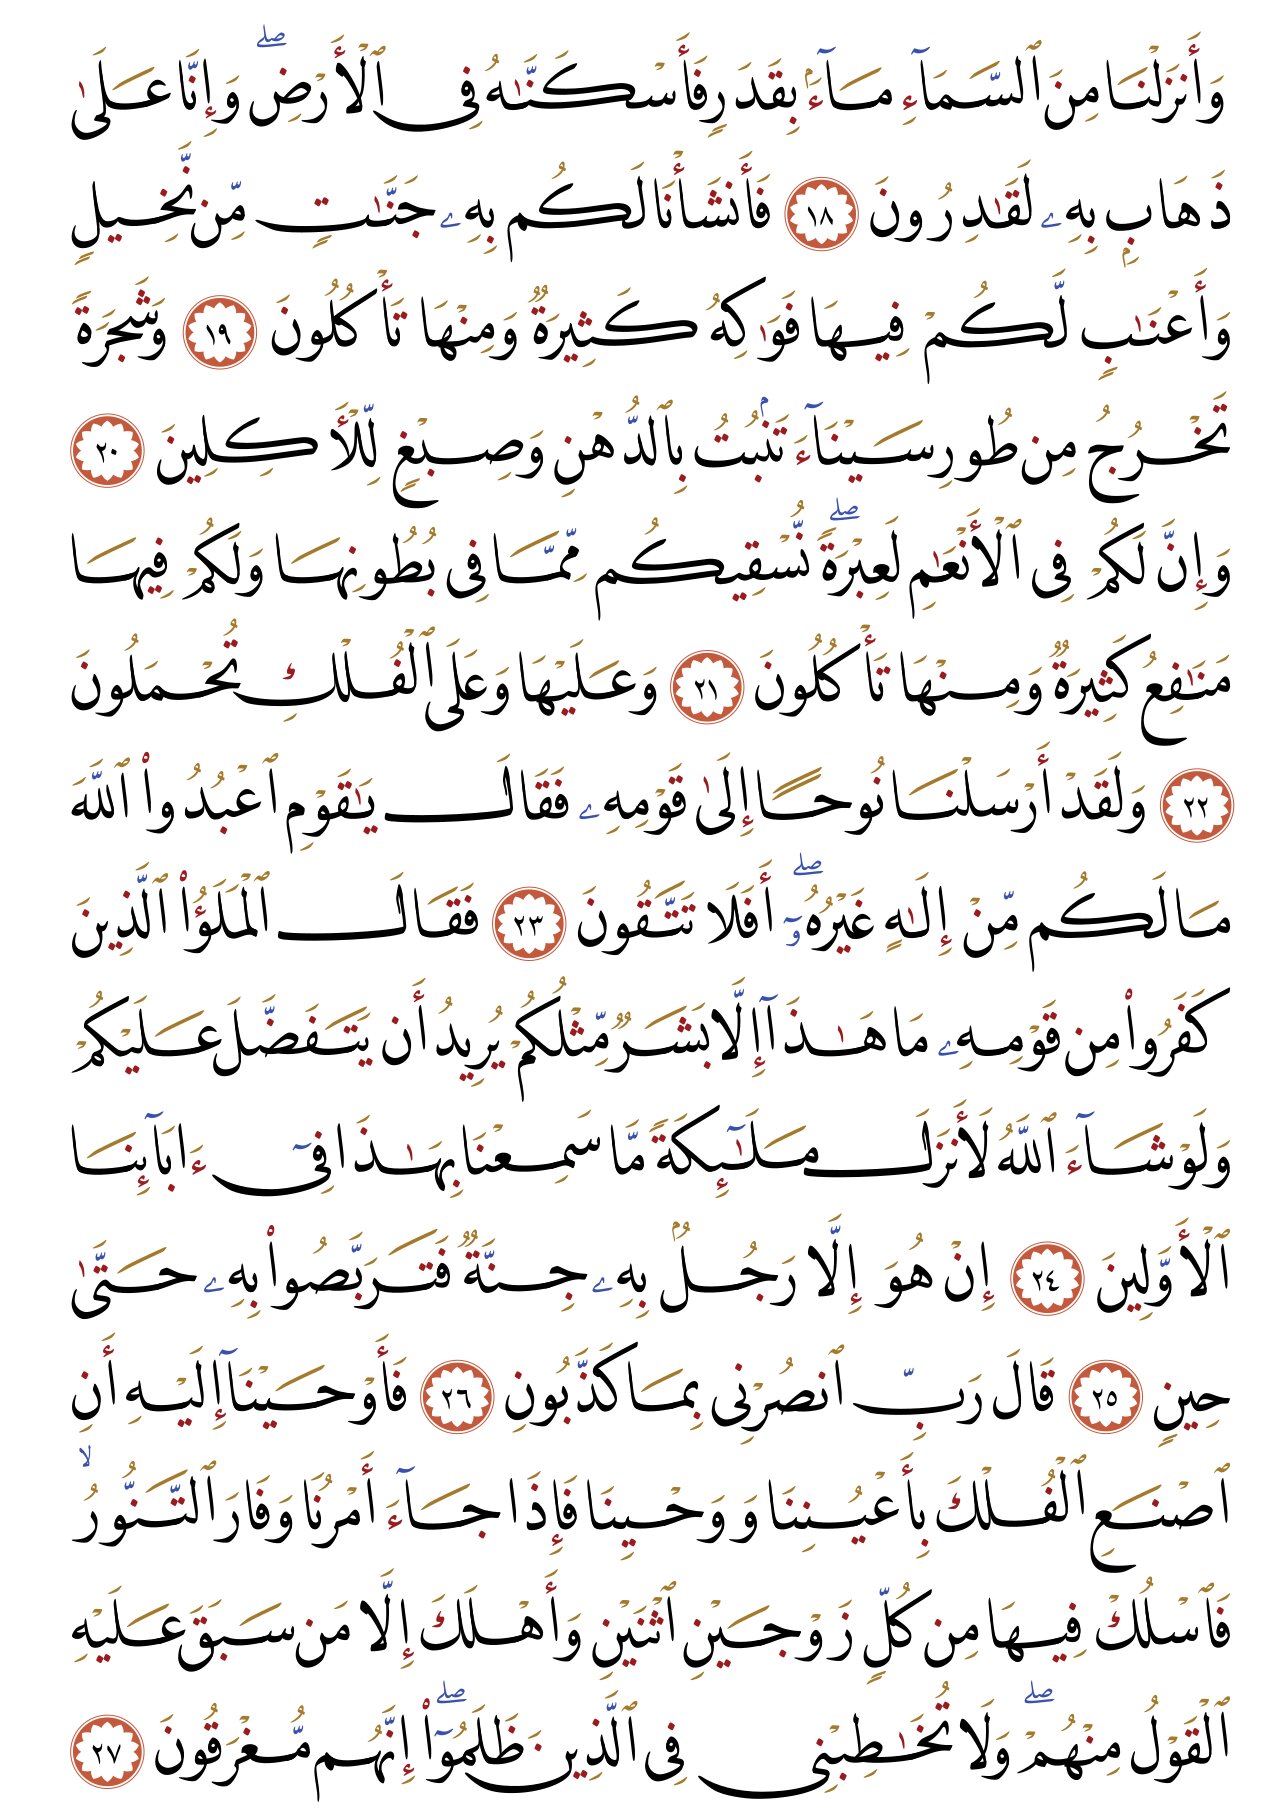 وَأَنزَلْنَا مِنَ ٱلسَّمَآءِ مَآءًۢ بِقَدَرٍ فَأَسْكَنَّٰهُ فِى ٱلْأَرْضِ ۖ وَإِنَّا عَلَىٰ
ذَهَابٍۭ بِهِۦ لَقَٰدِرُونَ ١٨ فَأَنشَأْنَا لَكُم بِهِۦ جَنَّٰتٍ مِّن نَّخِيلٍ
وَأَعْنَٰبٍ لَّكُمْ فِيهَا فَوَٰكِهُ كَثِيرَةٌ وَمِنْهَا تَأْكُلُونَ ١٩ وَشَجَرَةً
تَخْرُجُ مِن طُورِ سَيْنَآءَ تَنۢبُتُ بِٱلدُّهْنِ وَصِبْغٍ لِّلْأَكِلِينَ ٢٠
وَإِنَّ لَكُمْ فِى ٱلْأَنْعَٰمِ لَعِبْرَةً ۖ نُّسْقِيكُم مِّمَّا فِى بُطُونِهَا وَلَكُمْ فِيهَا
مَنَٰفِعُ كَثِيرَةٌ وَمِنْهَا تَأْكُلُونَ ٢١ وَعَلَيْهَا وَعَلَى ٱلْفُلْكِ تُحْمَلُونَ
٢٢ وَلَقَدْ أَرْسَلْنَا نُوحًا إِلَىٰ قَوْمِهِۦ فَقَالَ يَٰقَوْمِ ٱعْبُدُوا۟ ٱللَّهَ
مَا لَكُم مِّنْ إِلَٰهٍ غَيْرُهُۥٓ ۖ أَفَلَا تَتَّقُونَ ٢٣ فَقَالَ ٱلْمَلَؤُا۟ ٱلَّذِينَ
كَفَرُوا۟ مِن قَوْمِهِۦ مَا هَٰذَآ إِلَّا بَشَرٌ مِّثْلُكُمْ يُرِيدُ أَن يَتَفَضَّلَ عَلَيْكُمْ
وَلَوْ شَآءَ ٱللَّهُ لَأَنزَلَ مَلَٰٓئِكَةً مَّا سَمِعْنَا بِهَٰذَا فِىٓ ءَابَآئِنَا
ٱلْأَوَّلِينَ ٢٤ إِنْ هُوَ إِلَّا رَجُلٌۢ بِهِۦ جِنَّةٌ فَتَرَبَّصُوا۟ بِهِۦ حَتَّىٰ
حِينٍ ٢٥ قَالَ رَبِّ ٱنصُرْنِى بِمَا كَذَّبُونِ ٢٦ فَأَوْحَيْنَآ إِلَيْهِ أَنِ
ٱصْنَعِ ٱلْفُلْكَ بِأَعْيُنِنَا وَوَحْيِنَا فَإِذَا جَآءَ أَمْرُنَا وَفَارَ ٱلتَّنُّورُ ۙ
فَٱسْلُكْ فِيهَا مِن كُلٍّ زَوْجَيْنِ ٱثْنَيْنِ وَأَهْلَكَ إِلَّا مَن سَبَقَ عَلَيْهِ
ٱلْقَوْلُ مِنْهُمْ ۖ وَلَا تُخَٰطِبْنِى فِى ٱلَّذِينَ ظَلَمُوٓا۟ ۖ إِنَّهُم مُّغْرَقُونَ ٢٧